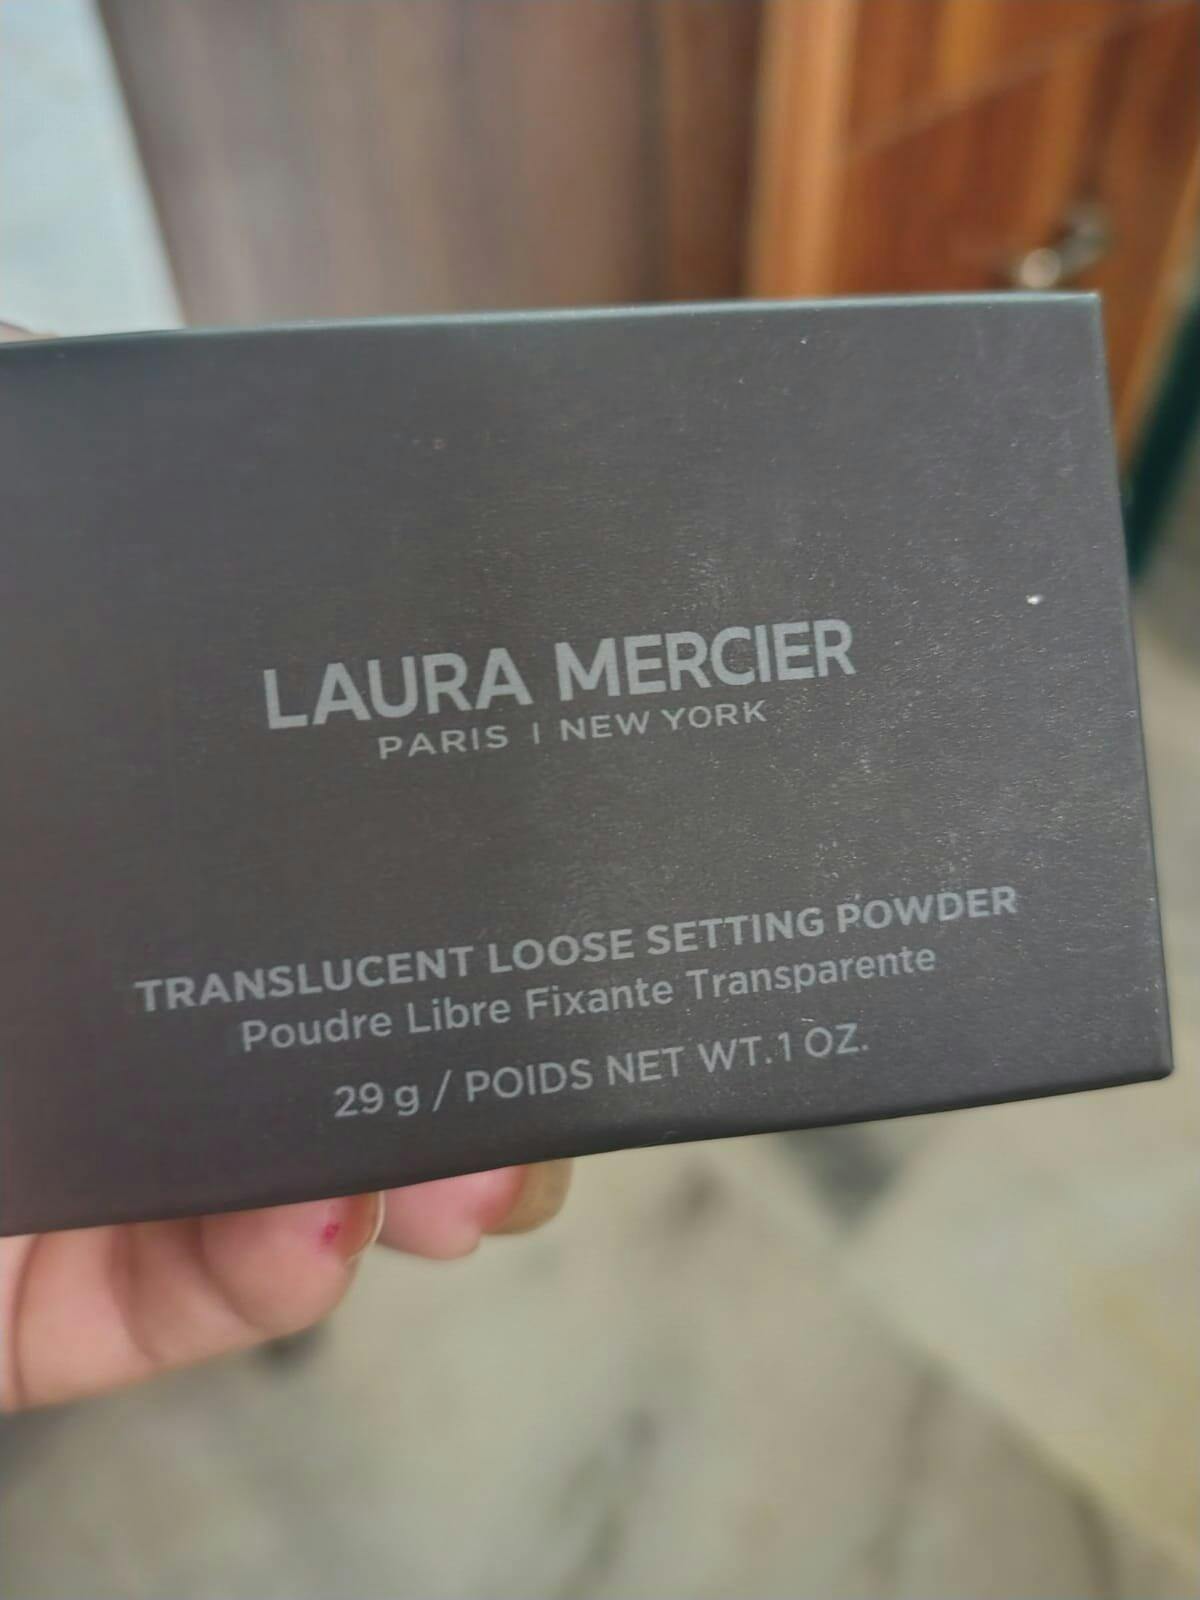 LAURA MERCIER
PARIS | NEW YORK
TRANSLUCENT LOOSE SETTING POWDER
Poudre Libre Fixante Transparente
29 g / POIDS NET WT. 1 OZ.